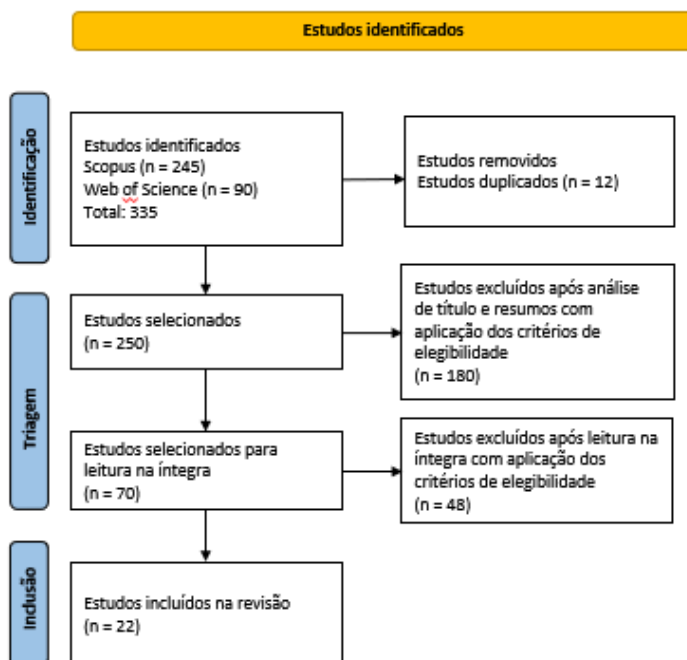 Estudos identificados
Identificação
Estudos identificados
Scopus (n = 245)
Web of Science (n = 90)
Total: 335
Estudos removidos
Estudos duplicados (n = 12)
Triagem
Estudos selecionados
(n = 250)
Estudos excluídos após análise
de título e resumos com
aplicação dos critérios de
elegibilidade
(n = 180)
Estudos selecionados para
leitura na íntegra
(n = 70)
Estudos excluídos após leitura na
íntegra com aplicação dos
critérios de elegibilidade
(n = 48)
Inclusão
Estudos incluídos na revisão
(n = 22)